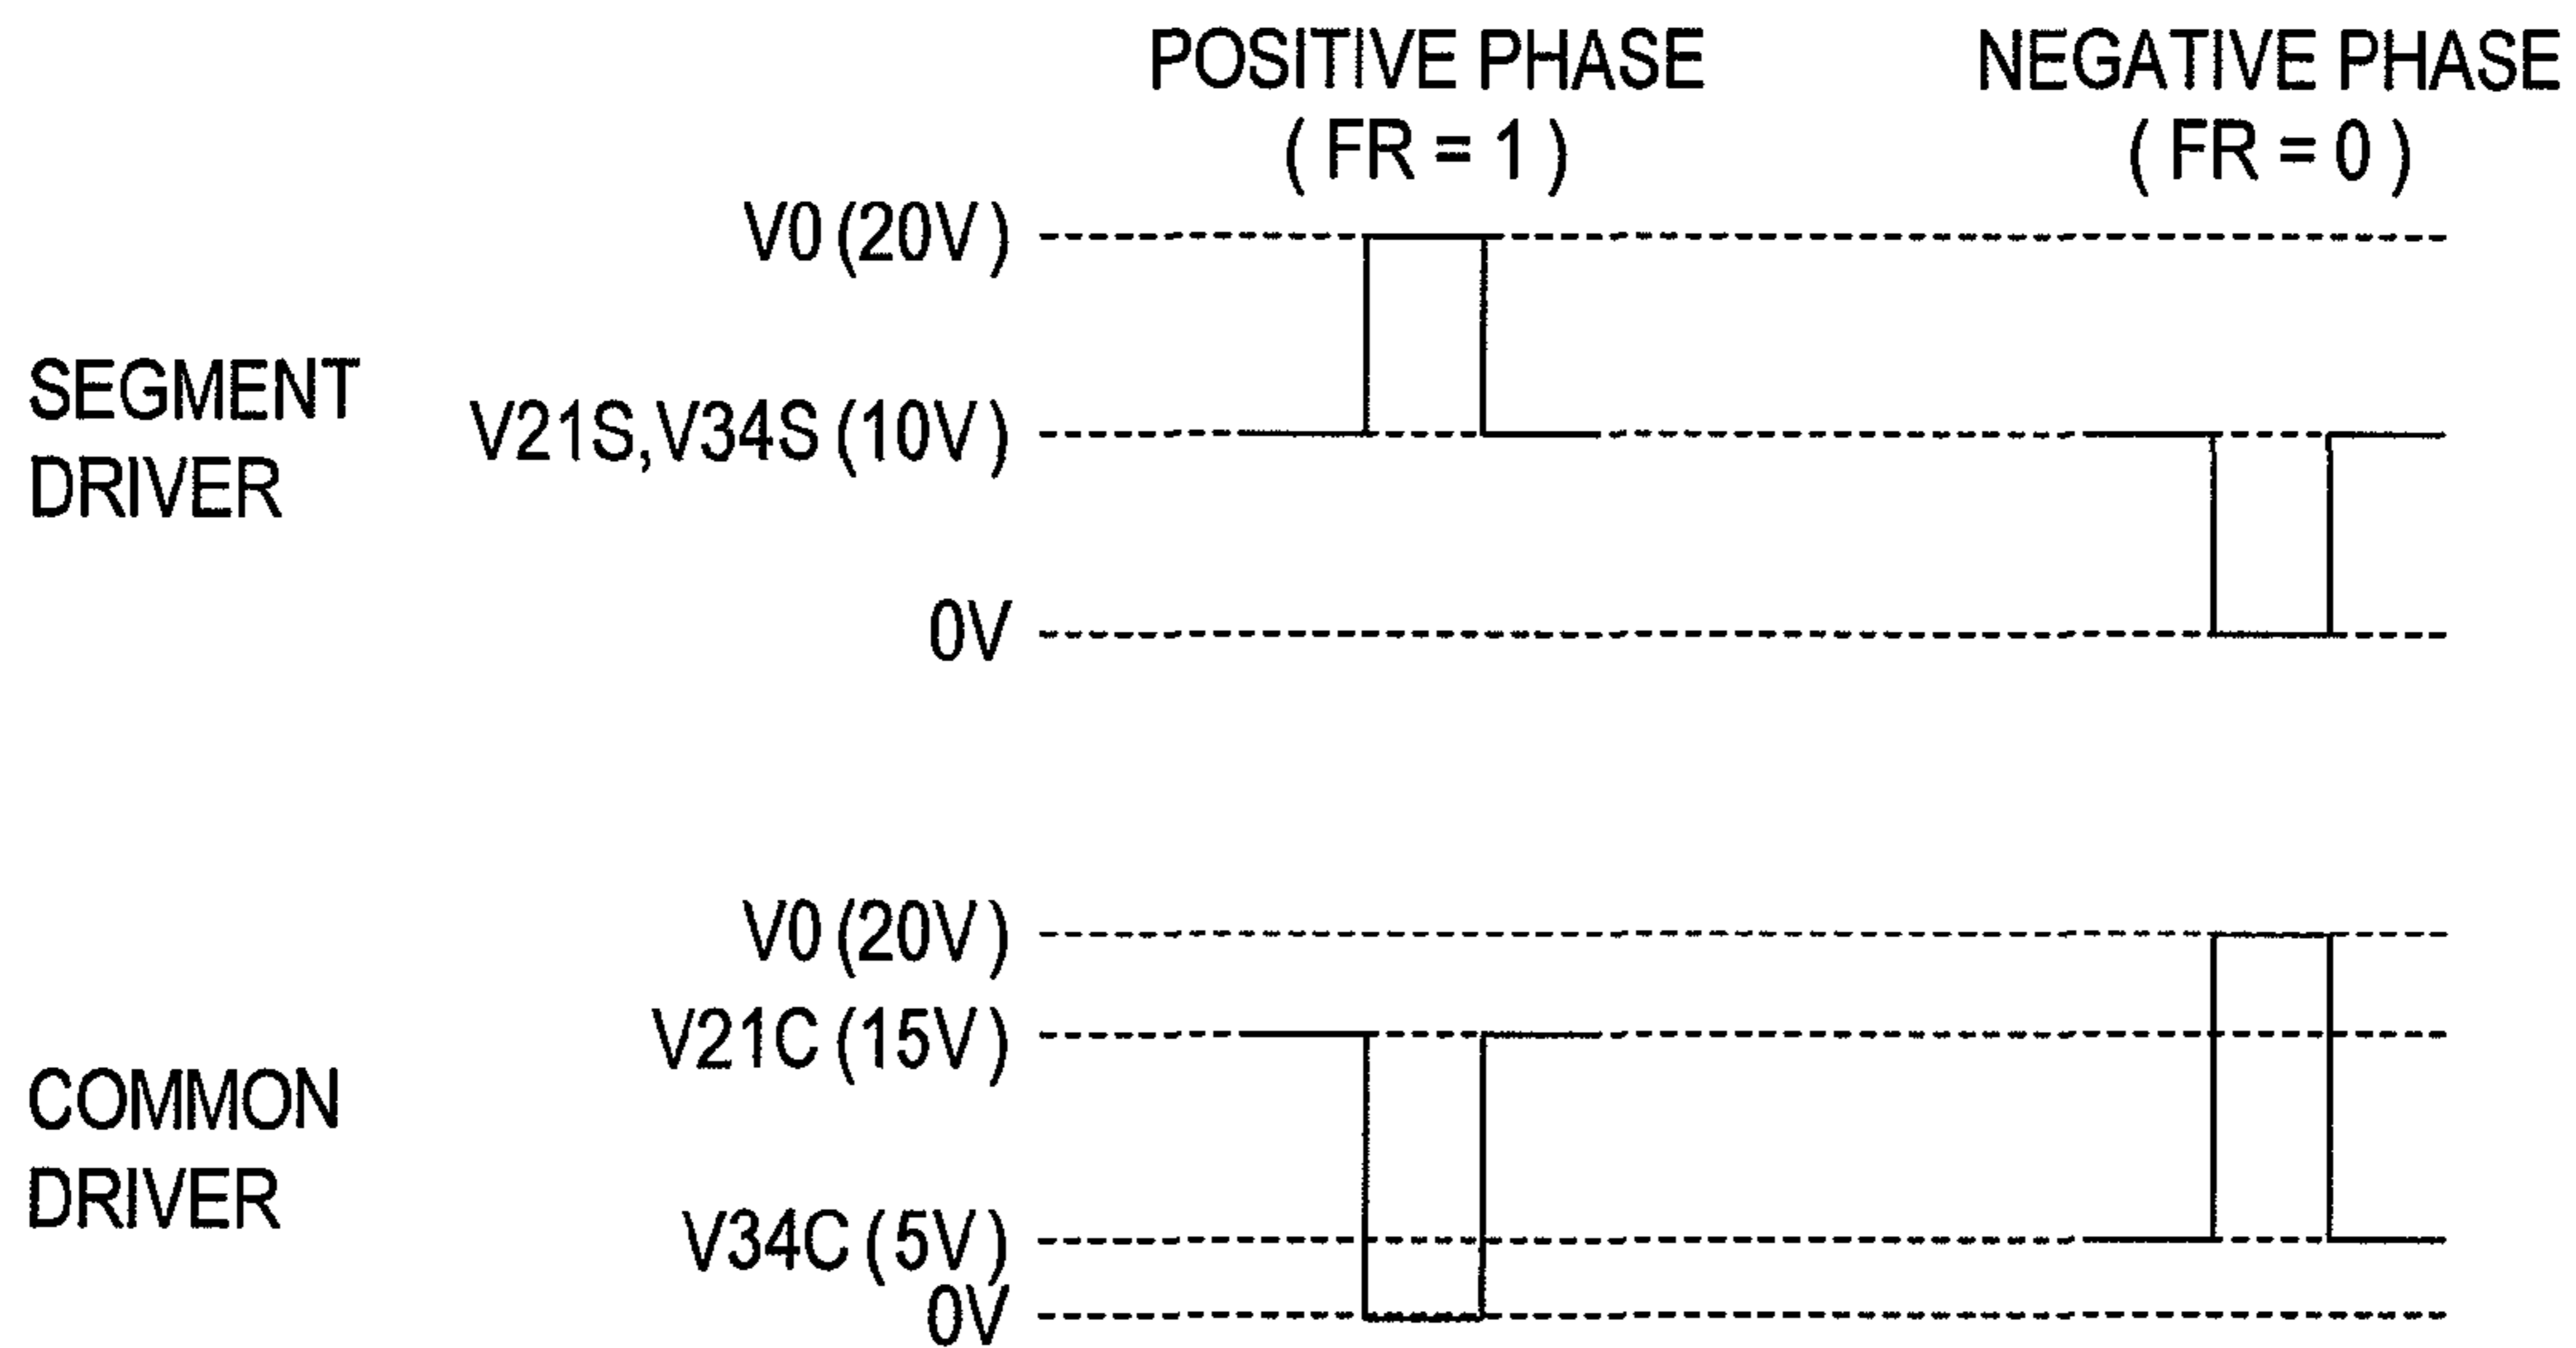 POSITIVE PHASE
( FR = 1 )
NEGATIVE PHASE
( FR = 0 )
SEGMENT
DRIVER
V0 (20V)
V21S,V34S (10V)
0V
COMMON
DRIVER
V0 (20V)
V21C (15V)
V34C (5V)
0V